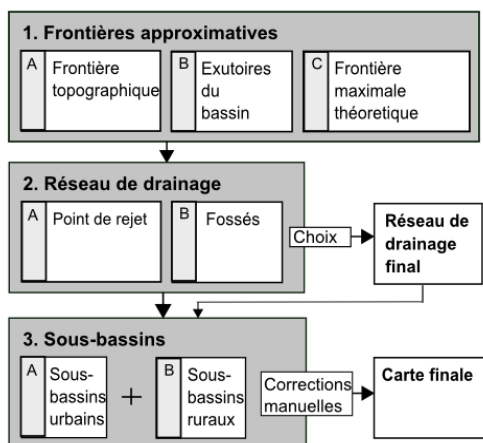 1. Frontières approximatives
A
Frontière
topographique
B
Exutoires
du
bassin
C
Frontière
maximale
théoretique
2. Réseau de drainage
A
Point de rejet
B
Fossés
Choix
Réseau de
drainage
final
3. Sous-bassins
A
Sous-
bassins
urbains
+
B
Sous-
bassins
ruraux
Corrections
manuelles
Carte finale